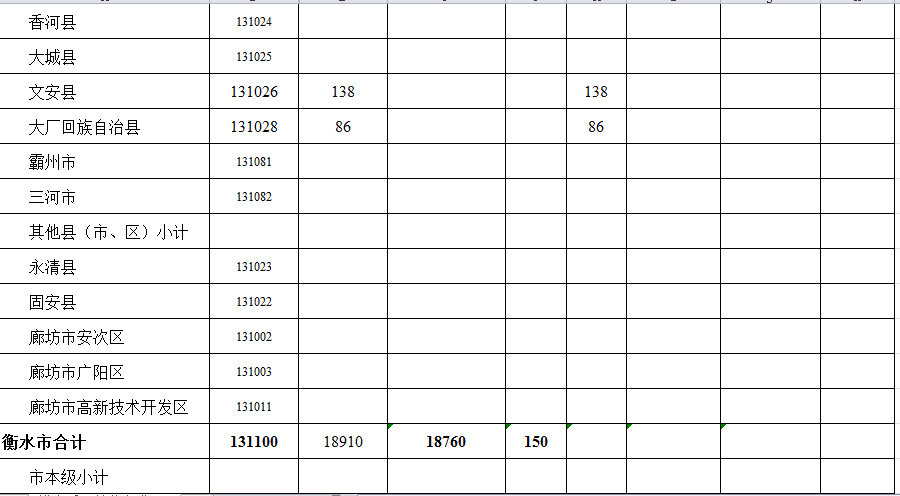 香河县 131024
大城县 131025
文安县 131026 138 138
大厂回族自治县 131028 86 86
霸州市 131081
三河市 131082
其他县（市、区）小计
永清县 131023
固安县 131022
廊坊市安次区 131002
廊坊市广阳区 131003
廊坊市高新技术开发区 131011
衡水市合计 131100 18910 18760 150
市本级小计